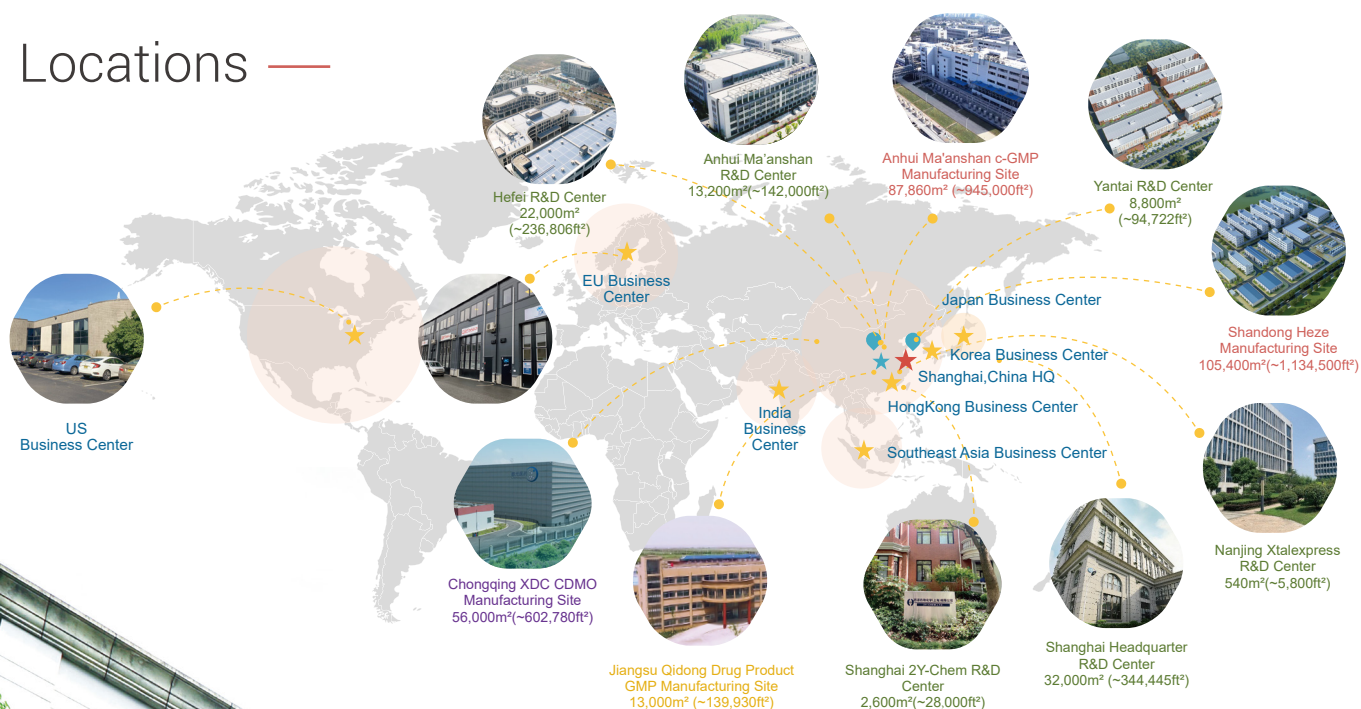 Locations
Hefei R&D Center
22,000m²
(~236,806ft²)
Anhui Ma'anshan
R&D Center
13,200m²(~142,000ft²)
Anhui Ma'anshan c-GMP
Manufacturing Site
87,860m² (~945,000ft²)
Yantai R&D Center
8,800m²
(~94,722ft²)
Shandong Heze
Manufacturing Site
105,400m²(~1,134,500ft²)
EU Business
Center
Japan Business Center
Korea Business Center
Shanghai,China HQ
HongKong Business Center
India
Business
Center
Southeast Asia Business Center
US
Business Center
Chongqing XDC CDMO
Manufacturing Site
56,000m²(~602,780ft²)
Jiangsu Qidong Drug Product
GMP Manufacturing Site
13,000m² (~139,930ft²)
Shanghai 2Y-Chem R&D
Center
2,600m²(~28,000ft²)
Shanghai Headquarter
R&D Center
32,000m² (~344,445ft²)
Nanjing Xtalexpress
R&D Center
540m²(~5,800ft²)